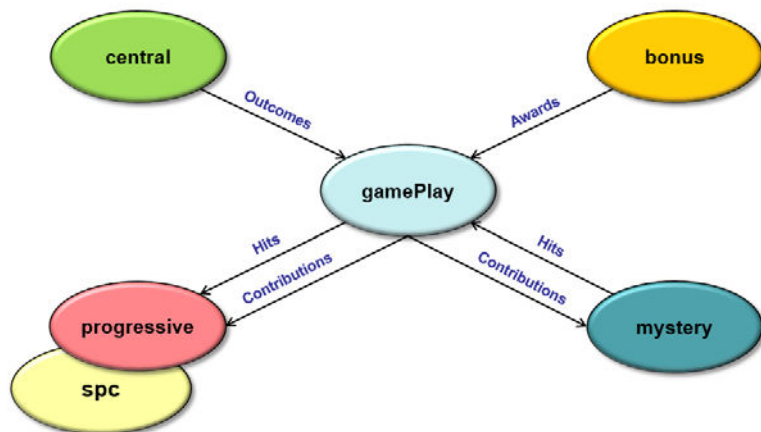 central
bonus
Outcomes
Awards
gamePlay
Hits
Contributions
Hits
Contributions
progressive
mystery
spc